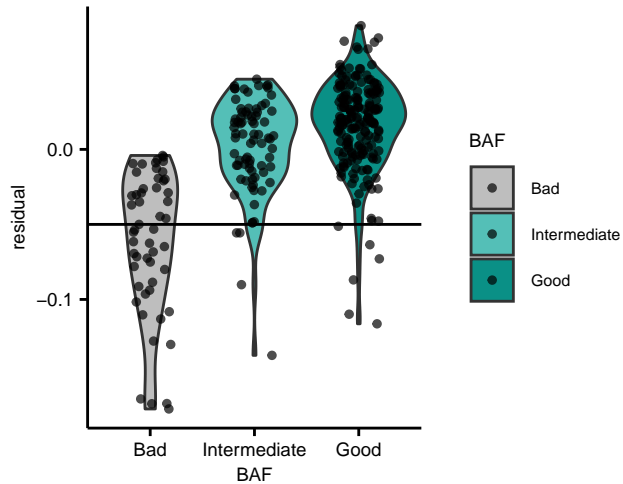 residual
0.0
−0.1
Bad Intermediate Good
BAF
BAF
Bad
Intermediate
Good